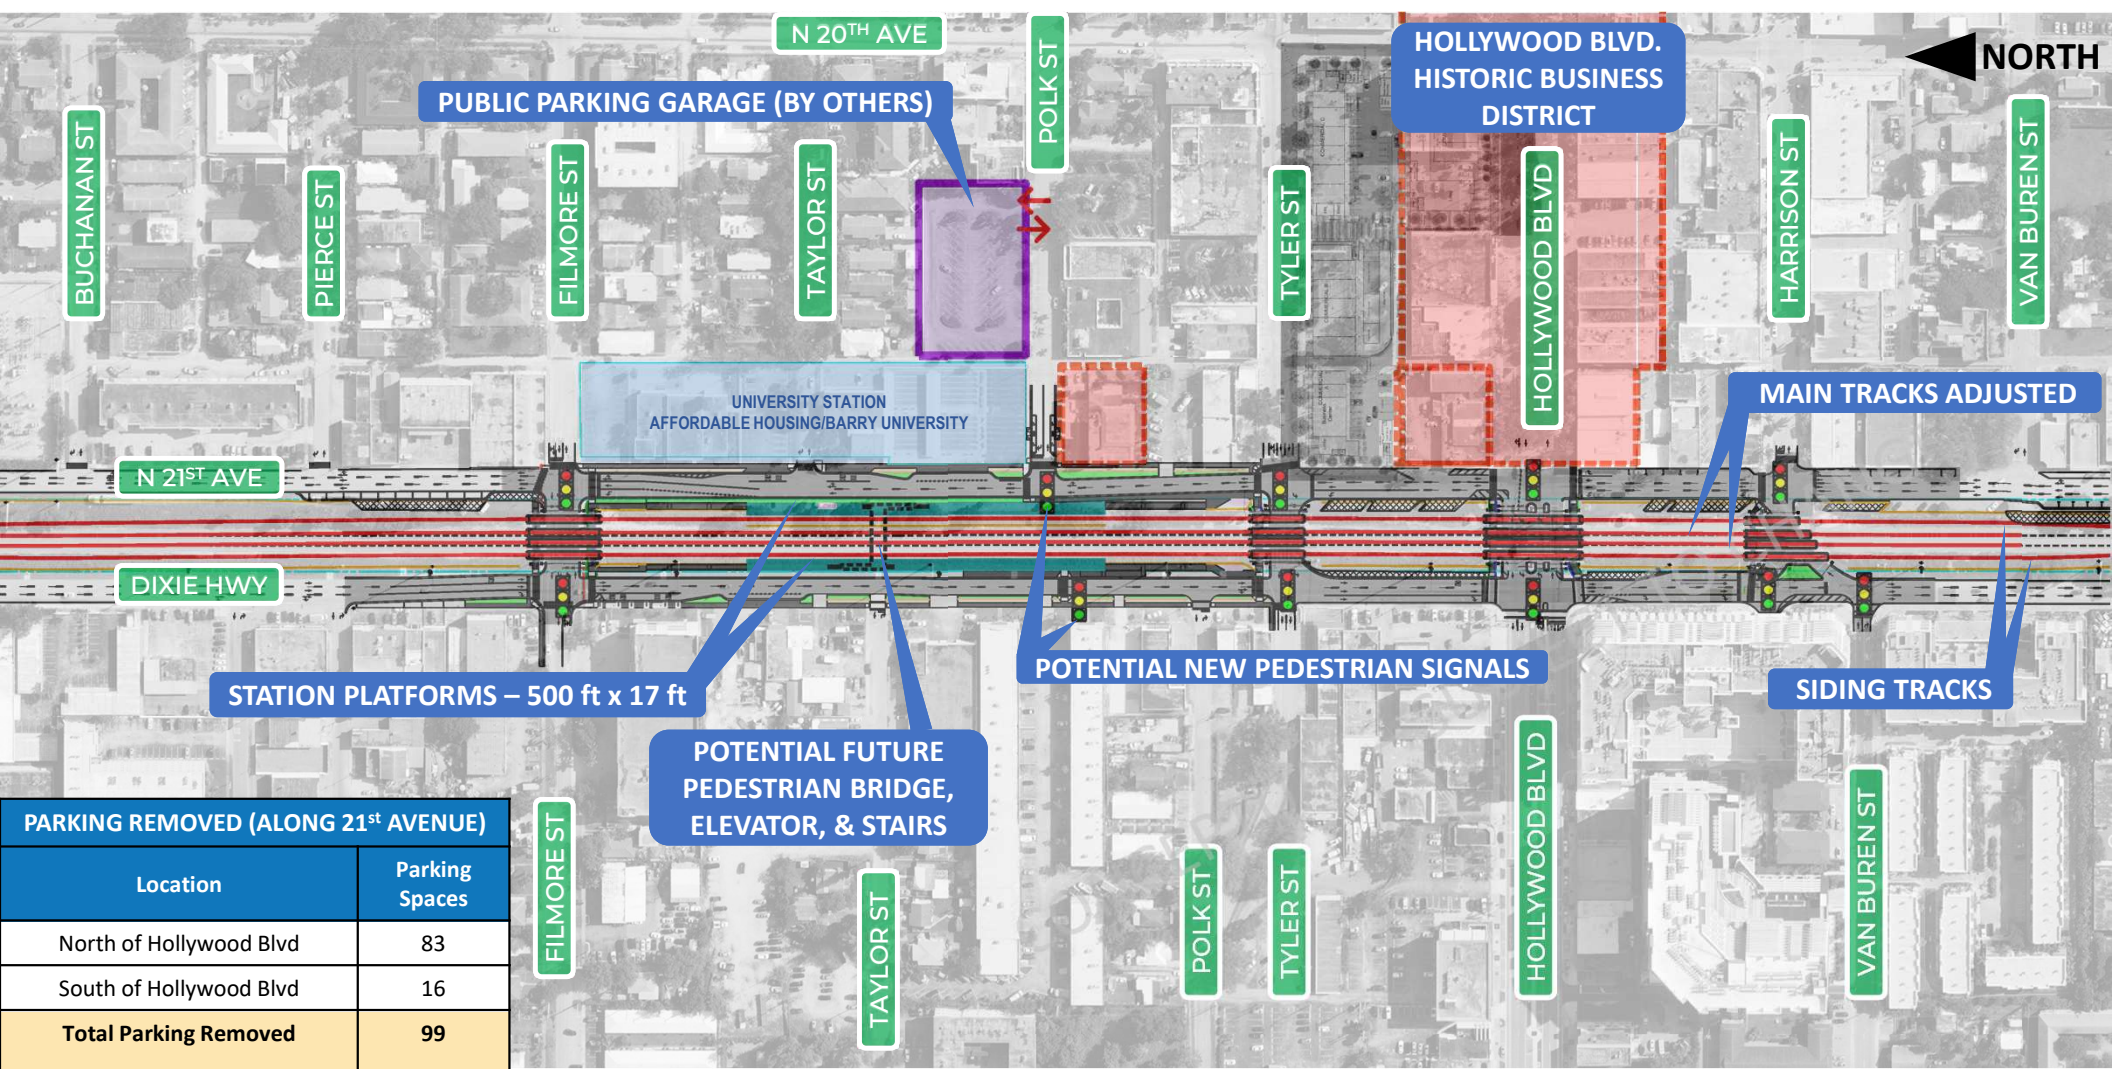 N 20TH AVE
POLK ST
HOLLYWOOD BLVD.
HISTORIC BUSINESS
DISTRICT
NORTH
PUBLIC PARKING GARAGE (BY OTHERS)
BUCHANAN ST
PIERCE ST
FILMORE ST
TAYLOR ST
TYLER ST
HOLLYWOOD BLVD
HARRISON ST
VAN BUREN ST
UNIVERSITY STATION
AFFORDABLE HOUSING/BARRY UNIVERSITY
MAIN TRACKS ADJUSTED
N 21ST AVE
DIXIE HWY
STATION PLATFORMS – 500 ft x 17 ft
POTENTIAL NEW PEDESTRIAN SIGNALS
SIDING TRACKS
POTENTIAL FUTURE
PEDESTRIAN BRIDGE,
ELEVATOR, & STAIRS
FILMORE ST
TAYLOR ST
POLK ST
TYLER ST
HOLLYWOOD BLVD
VAN BUREN ST
PARKING REMOVED (ALONG 21st AVENUE)
Location
Parking
Spaces
North of Hollywood Blvd
83
South of Hollywood Blvd
16
Total Parking Removed
99